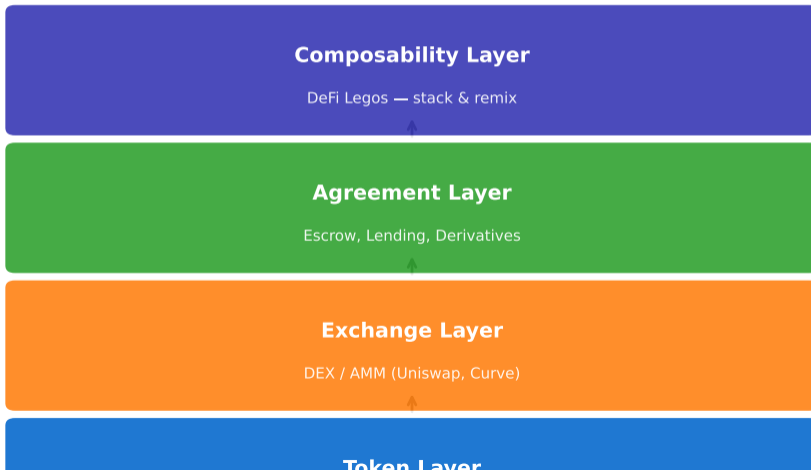 Composability Layer
DeFi Legos — stack & remix
Agreement Layer
Escrow, Lending, Derivatives
Exchange Layer
DEX / AMM (Uniswap, Curve)
Token Layer